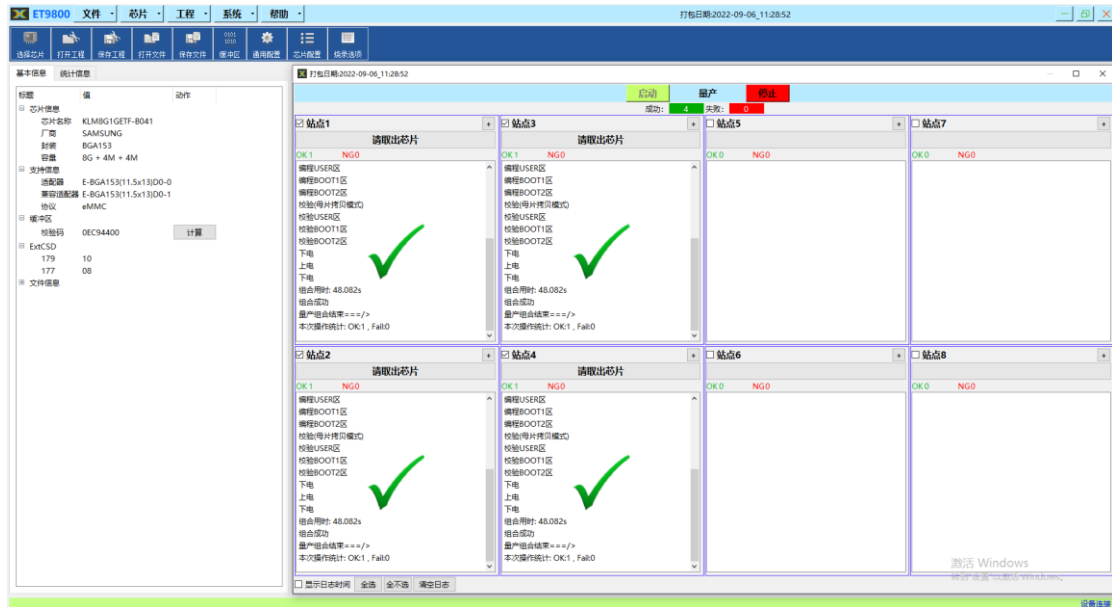 ET9800 文件 芯片 工程 系统 帮助 打包日期:2022-09-06_11:28:52
选择芯片 打开工程 保存工程 打开文件 保存文件 缓冲区 通用配置 芯片配置 烧录选项
0101
1010
基本信息 统计信息
标题 值 动作
芯片信息
芯片名称 KLM8G1GETF-B041
厂商 SAMSUNG
封装 BGA153
容量 8G + 4M + 4M
支持信息
适配器 E-BGA153(11.5x13)D0-0
兼容适配器 E-BGA153(11.5x13)D0-1
协议 eMMC
缓冲区
校验码 0EC94400 计算
ExtCSD
179 10
177 08
文件信息
打包日期:2022-09-06_11:28:52
启动 量产 停止
成功: 4 失败: 0
站点1 +
请取出芯片
OK 1 NG0
编程USER区
编程BOOT1区
编程BOOT2区
校验(母片拷贝模式)
校验USER区
校验BOOT1区
校验BOOT2区
下电
上电
下电
组合用时: 48.082s
组合成功
量产组合结束===/>
本次操作统计: OK:1 , Fail:0
站点3 +
请取出芯片
OK 1 NG0
编程USER区
编程BOOT1区
编程BOOT2区
校验(母片拷贝模式)
校验USER区
校验BOOT1区
校验BOOT2区
下电
上电
下电
组合用时: 48.082s
组合成功
量产组合结束===/>
本次操作统计: OK:1 , Fail:0
站点5 +
OK 0 NG0
站点7 +
OK 0 NG0
站点2 +
请取出芯片
OK 1 NG0
编程USER区
编程BOOT1区
编程BOOT2区
校验(母片拷贝模式)
校验USER区
校验BOOT1区
校验BOOT2区
下电
上电
下电
组合用时: 48.082s
组合成功
量产组合结束===/>
本次操作统计: OK:1 , Fail:0
站点4 +
请取出芯片
OK 1 NG0
编程USER区
编程BOOT1区
编程BOOT2区
校验(母片拷贝模式)
校验USER区
校验BOOT1区
校验BOOT2区
下电
上电
下电
组合用时: 48.082s
组合成功
量产组合结束===/>
本次操作统计: OK:1 , Fail:0
站点6 +
OK 0 NG0
站点8 +
OK 0 NG0
激活 Windows
转到"设置"以激活 Windows。
显示日志时间 全选 全不选 清空日志
设备连接